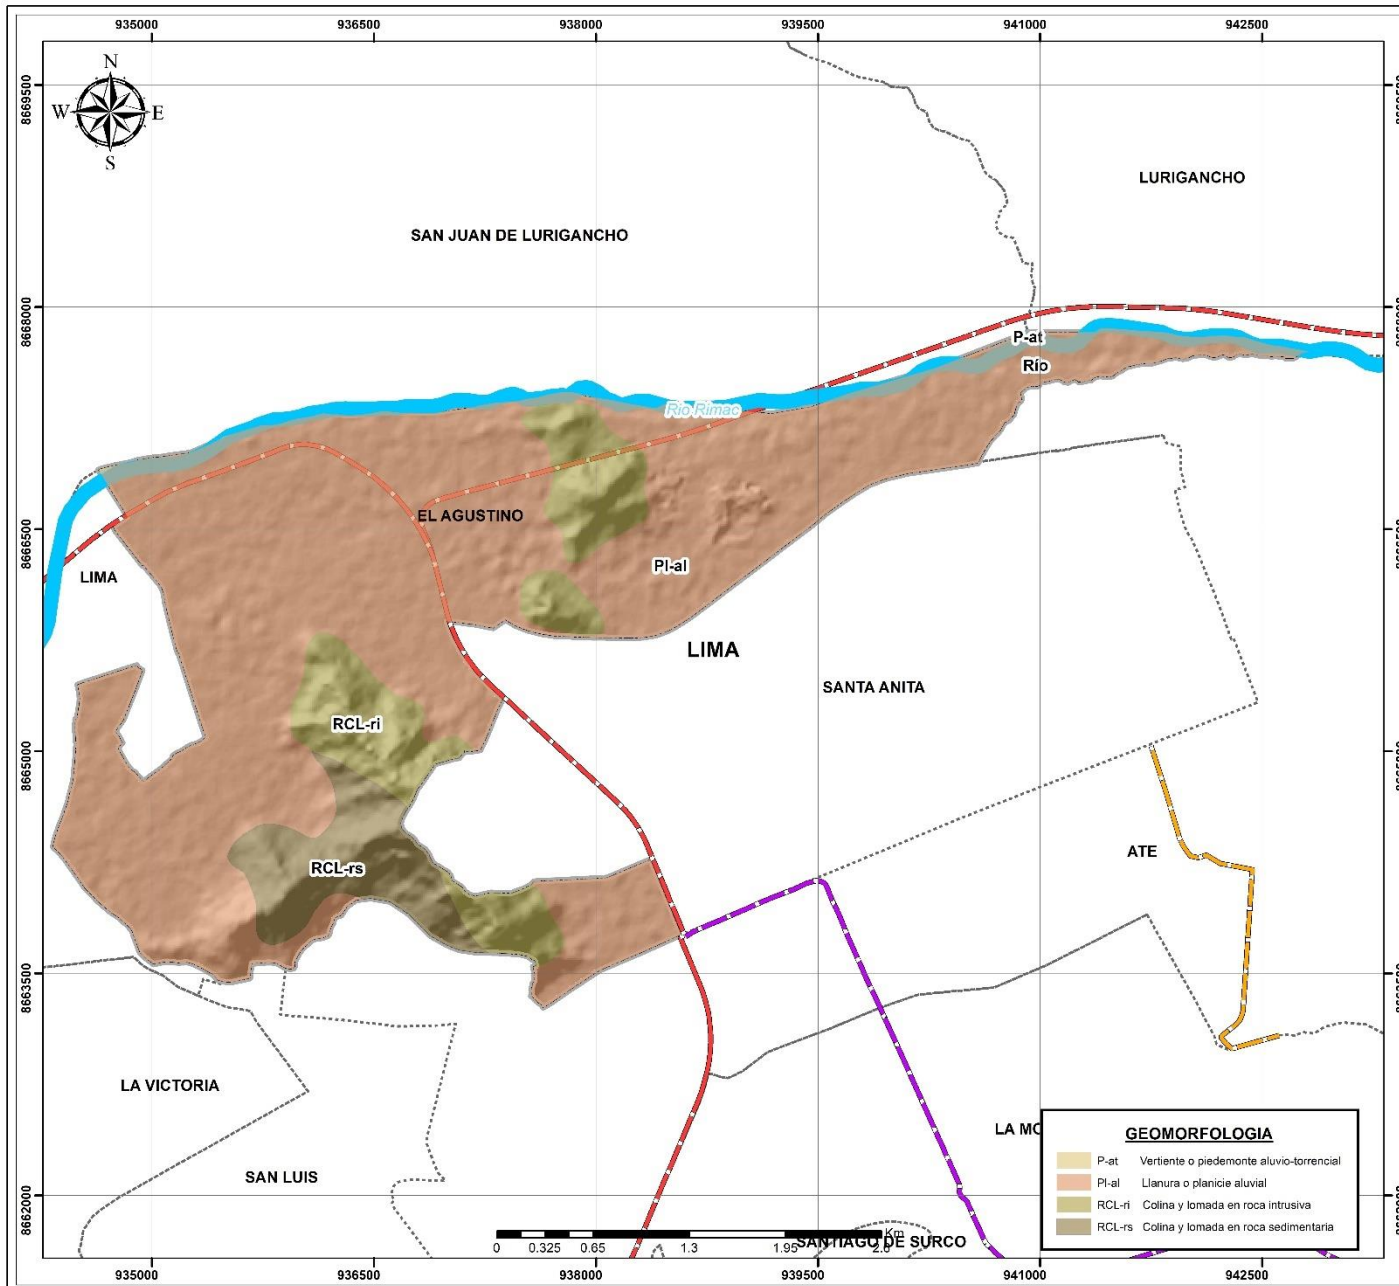 935000 936500 938000 939500 941000 942500
8669500
N
W E
S
LURIGANCHO
SAN JUAN DE LURIGANCHO
8668000
P-at
Río
Rio Rimac
EL AGUSTINO
8666500
Pl-al
LIMA
LIMA
SANTA ANITA
RCL-ri
8665000
ATE
RCL-rs
8663500
LA VICTORIA
LA MO
SAN LUIS
8662000
GEOMORFOLOGIA
P-at Vertiente o piedemonte aluvio-torrencial
Pl-al Llanura o planicie aluvial
RCL-ri Colina y lomada en roca intrusiva
RCL-rs Colina y lomada en roca sedimentaria
Km
0 0.325 0.65 1.3 1.95 2.6
SANTIAGO DE SURCO
935000 936500 938000 939500 941000 942500